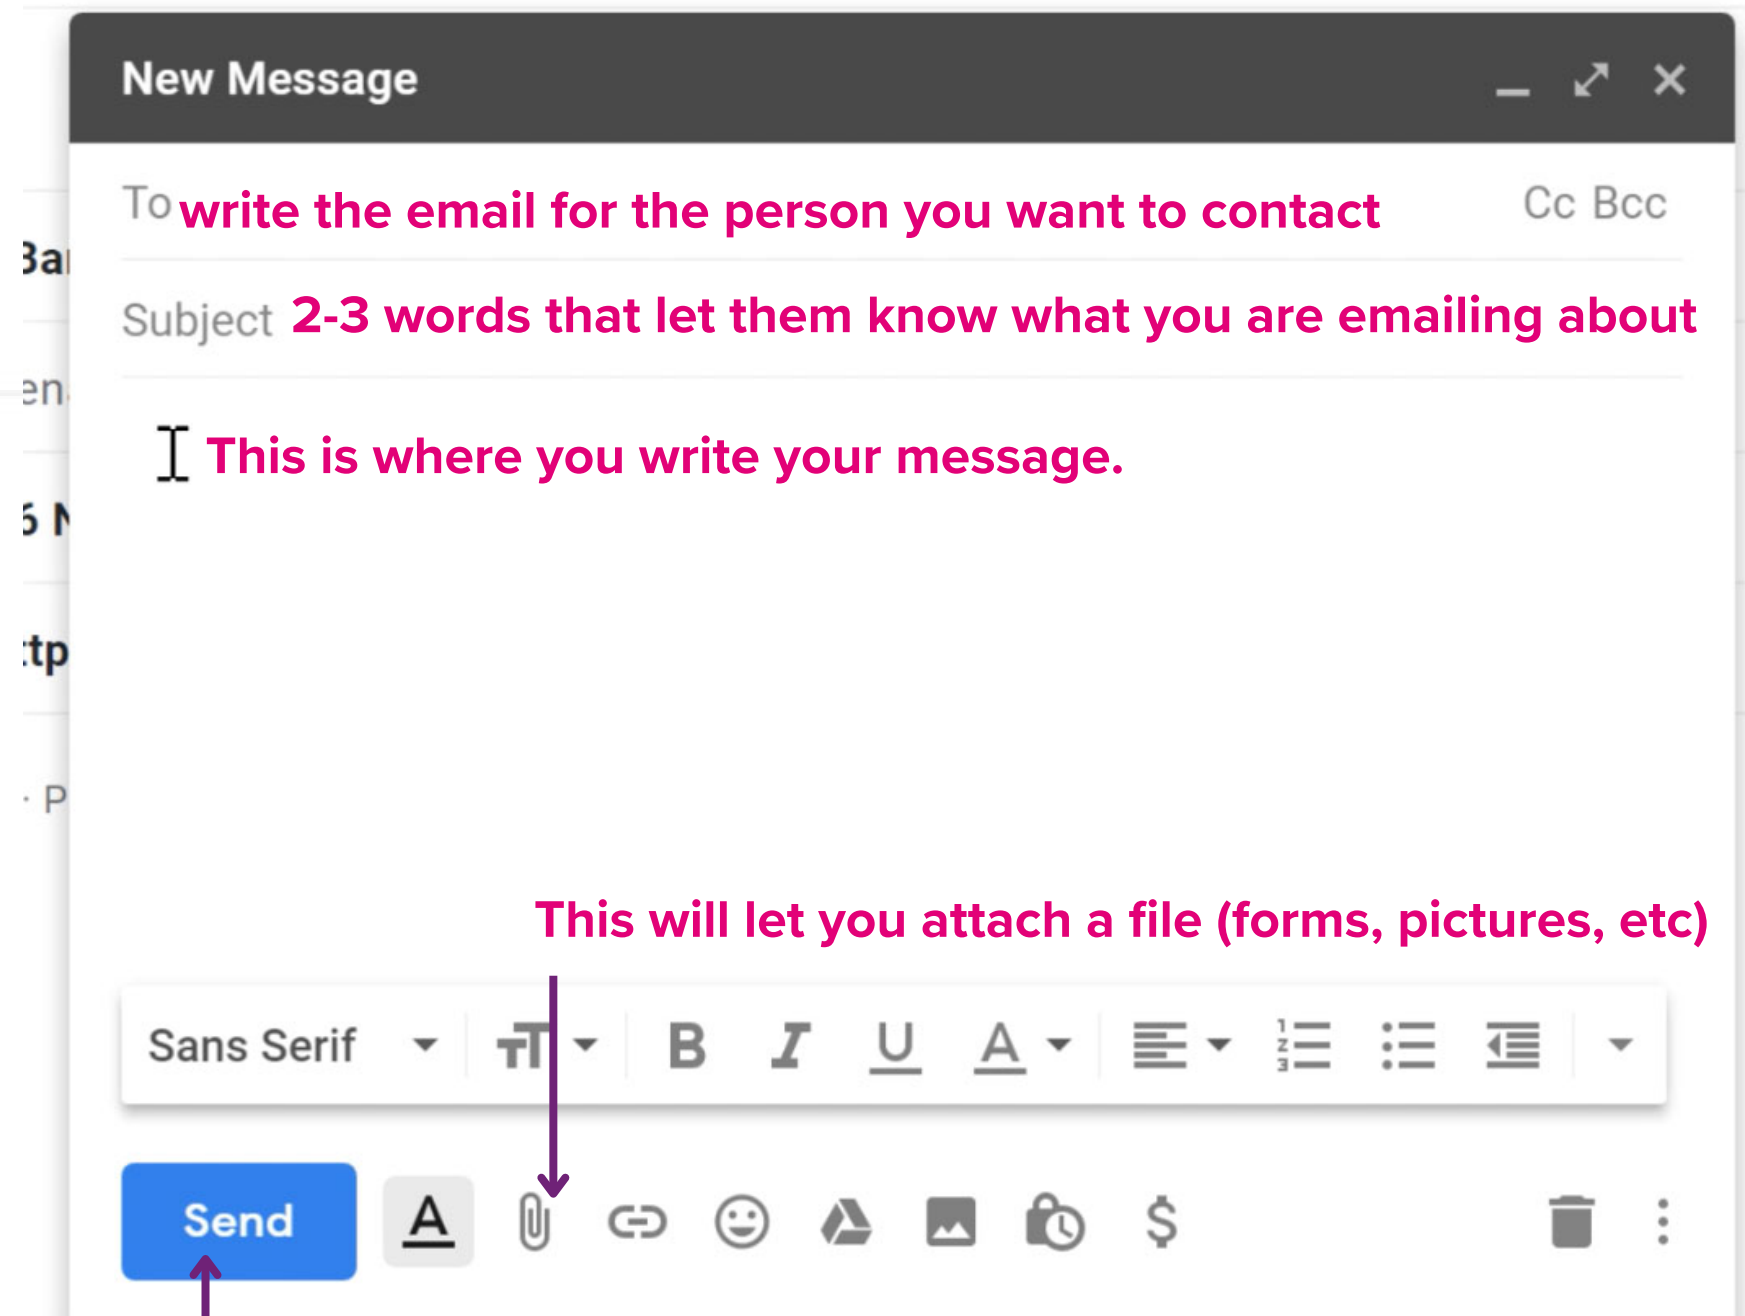 New Message
To write the email for the person you want to contact Cc Bcc
Subject 2-3 words that let them know what you are emailing about
This is where you write your message.
This will let you attach a file (forms, pictures, etc)
Sans Serif
Send